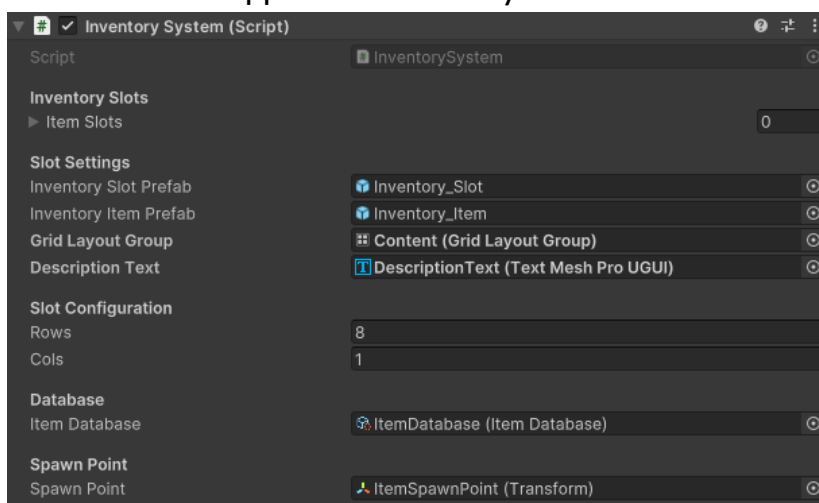 Inventory System (Script)
Script InventorySystem
Inventory Slots
Item Slots 0
Slot Settings
Inventory Slot Prefab Inventory_Slot
Inventory Item Prefab Inventory_Item
Grid Layout Group Content (Grid Layout Group)
Description Text DescriptionText (Text Mesh Pro UGUI)
Slot Configuration
Rows 8
Cols 1
Database
Item Database ItemDatabase (Item Database)
Spawn Point
Spawn Point ItemSpawnPoint (Transform)